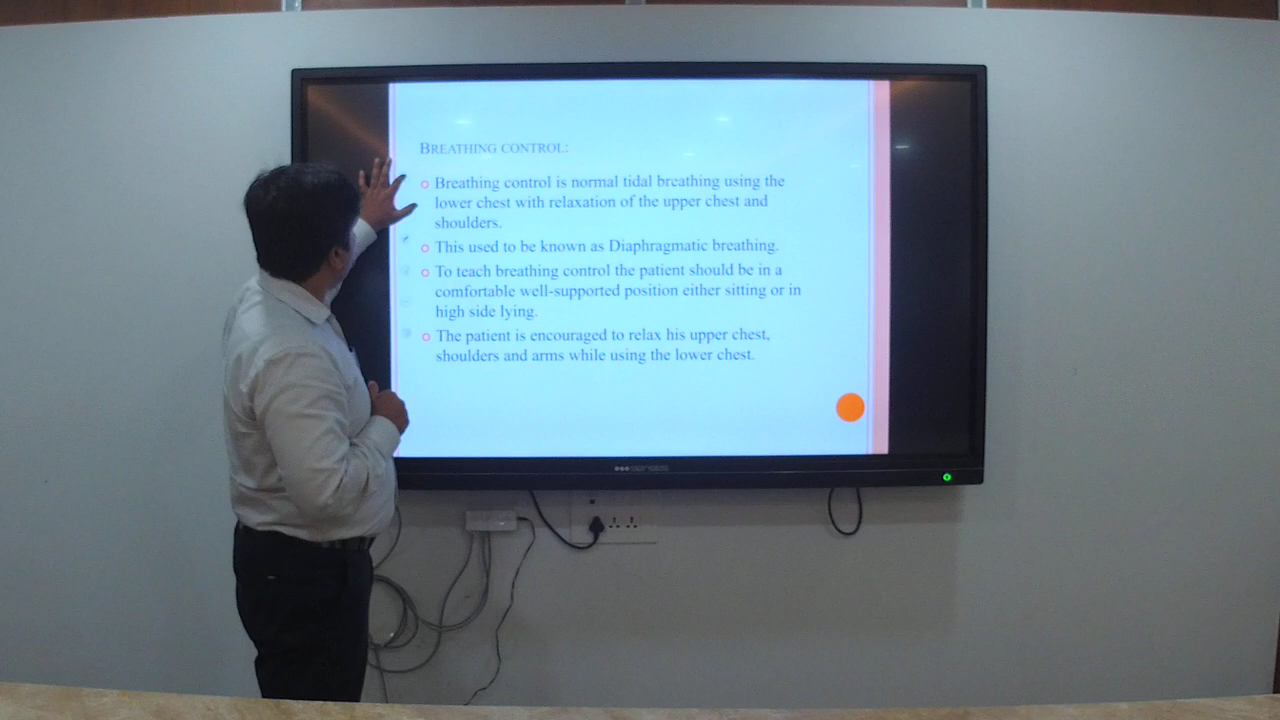 BREATHING CONTROL:
Breathing control is normal tidal breathing using the
lower chest with relaxation of the upper chest and
shoulders.
This used to be known as Diaphragmatic breathing.
To teach breathing control the patient should be in a
comfortable well-supported position either sitting or in
high side lying.
The patient is encouraged to relax his upper chest,
shoulders and arms while using the lower chest.